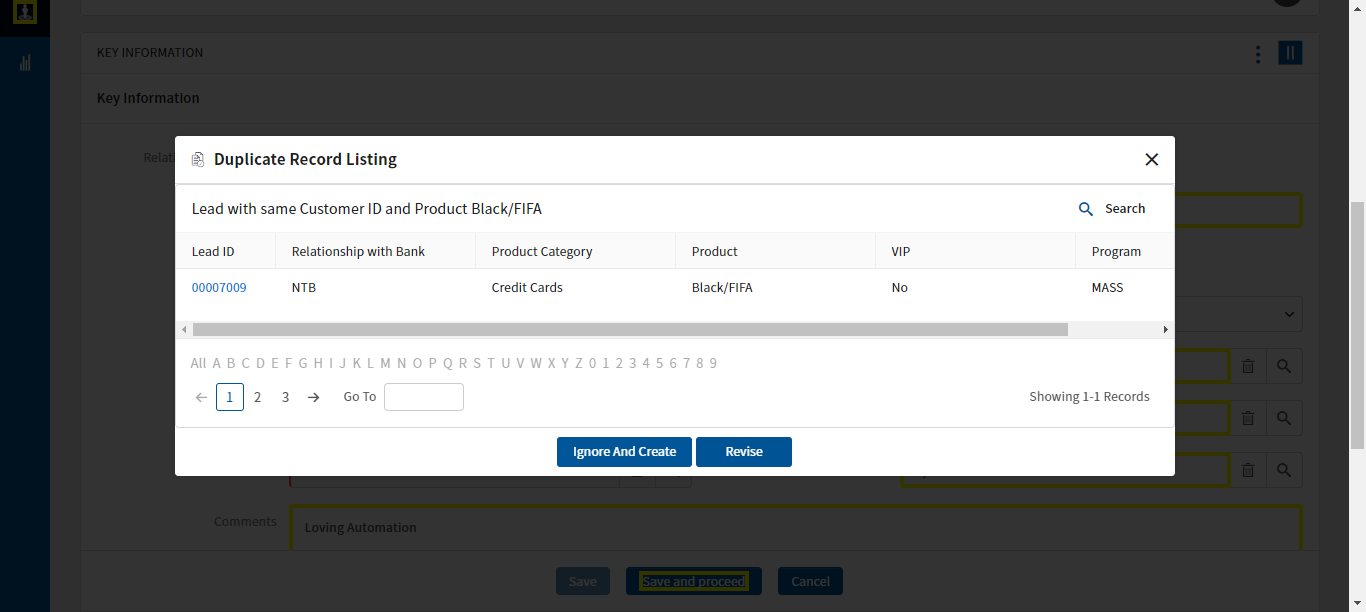 KEY INFORMATION
Key Information
Duplicate Record Listing
Lead with same Customer ID and Product Black/FIFA
Search
Lead ID Relationship with Bank Product Category Product VIP Program
00007009 NTB Credit Cards Black/FIFA No MASS
All A B C D E F G H I J K L M N O P Q R S T U V W X Y Z 0 1 2 3 4 5 6 7 8 9
1 2 3 Go To
Showing 1-1 Records
Ignore And Create Revise
Comments Loving Automation
Save Save and proceed Cancel